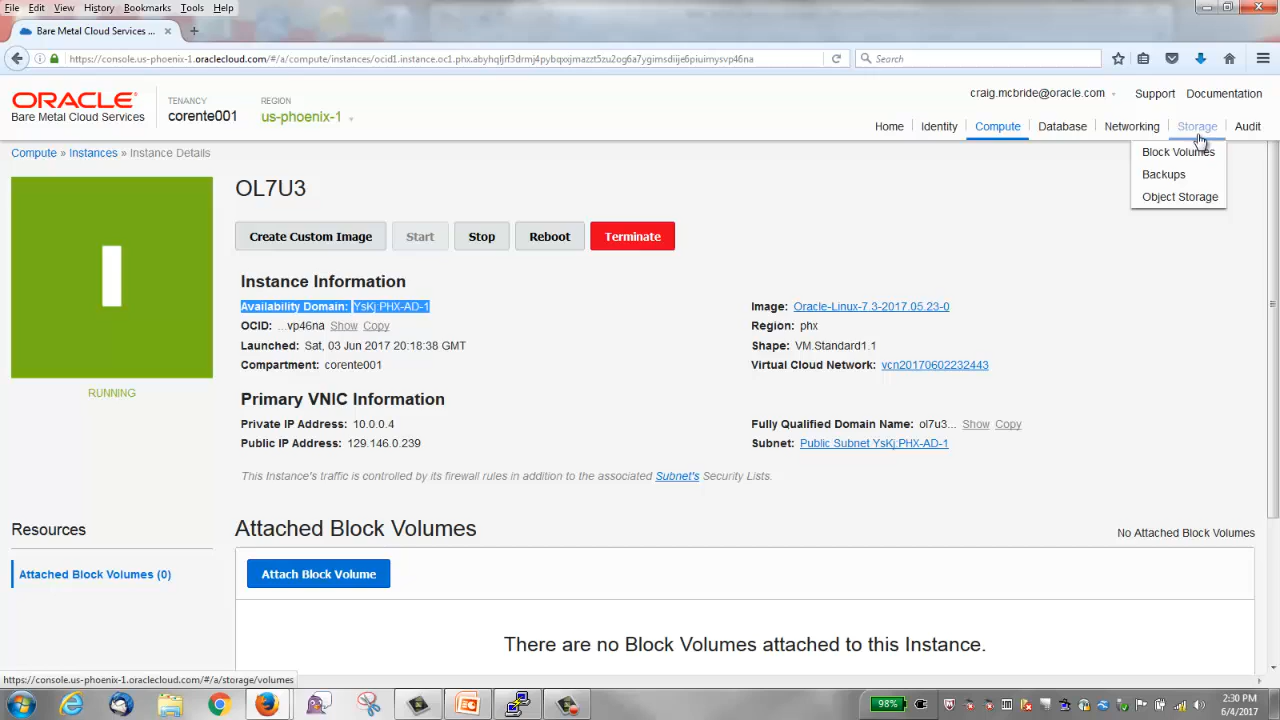 File Edit View History Bookmarks Tools Help
Bare Metal Cloud Services ...
https://console.us-phoenix-1.oraclecloud.com/#/a/compute/instances/ocid1.instance.oc1.phx.abyhqljrf3drmj4pybqxojmazzt5zu2og6a7ygimsdiije6piuimysvp46na
Search
ORACLE
Bare Metal Cloud Services
TENANCY
corente001
REGION
us-phoenix-1
craig.mcbride@oracle.com Support Documentation
Home Identity Compute Database Networking Storage Audit
Block Volumes
Backups
Object Storage
Compute » Instances » Instance Details
OL7U3
Create Custom Image Start Stop Reboot Terminate
I
RUNNING
Instance Information
Availability Domain: YsKj:PHX-AD-1
OCID: ...vp46na Show Copy
Launched: Sat, 03 Jun 2017 20:18:38 GMT
Compartment: corente001
Image: Oracle-Linux-7.3-2017.05.23-0
Region: phx
Shape: VM.Standard1.1
Virtual Cloud Network: vcn20170602232443
Primary VNIC Information
Private IP Address: 10.0.0.4
Public IP Address: 129.146.0.239
Fully Qualified Domain Name: ol7u3... Show Copy
Subnet: Public Subnet YsKj:PHX-AD-1
This Instance's traffic is controlled by its firewall rules in addition to the associated Subnet's Security Lists.
Resources
Attached Block Volumes (0)
Attached Block Volumes
No Attached Block Volumes
Attach Block Volume
There are no Block Volumes attached to this Instance.
https://console.us-phoenix-1.oraclecloud.com/#/a/storage/volumes
98%
2:30 PM
6/4/2017